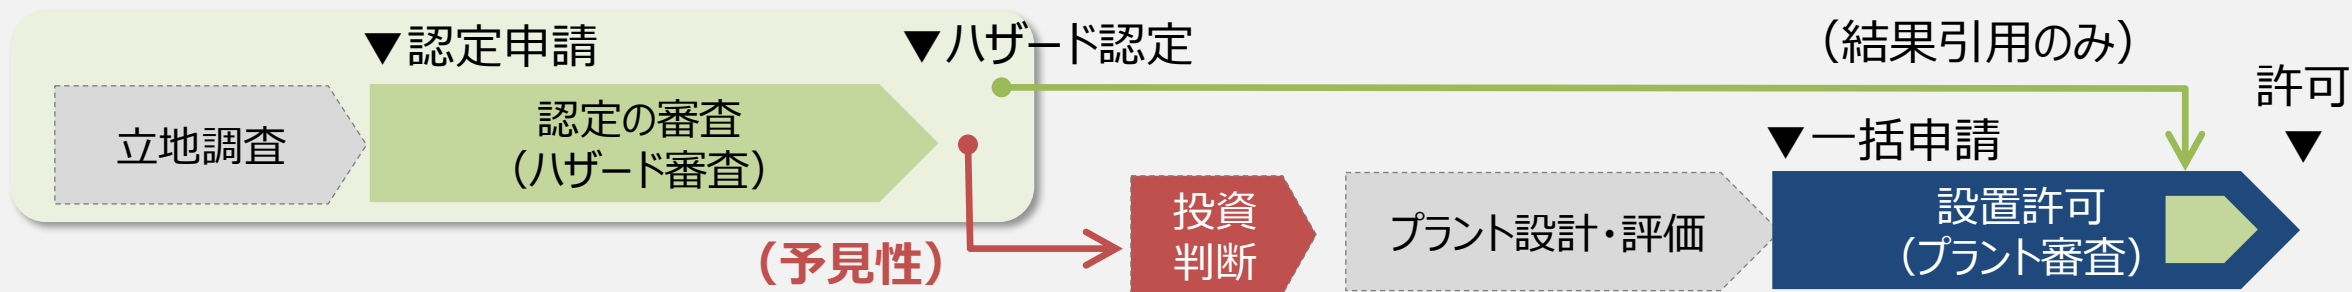 ▼認定申請
▼ハザード認定
（結果引用のみ）
許可
▼
立地調査
認定の審査
（ハザード審査）
▼一括申請
（予見性）
投資
判断
プラント設計・評価
設置許可
（プラント審査）